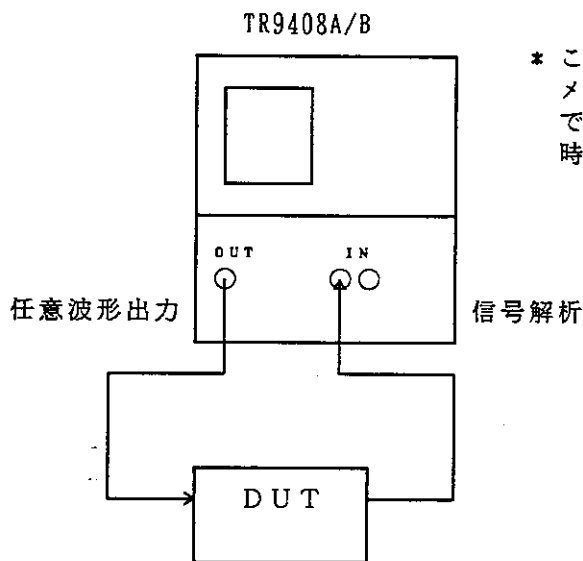 TR9408A/B
* こ
メ
で
時
OUT
IN
任意波形出力
信号解析
DUT